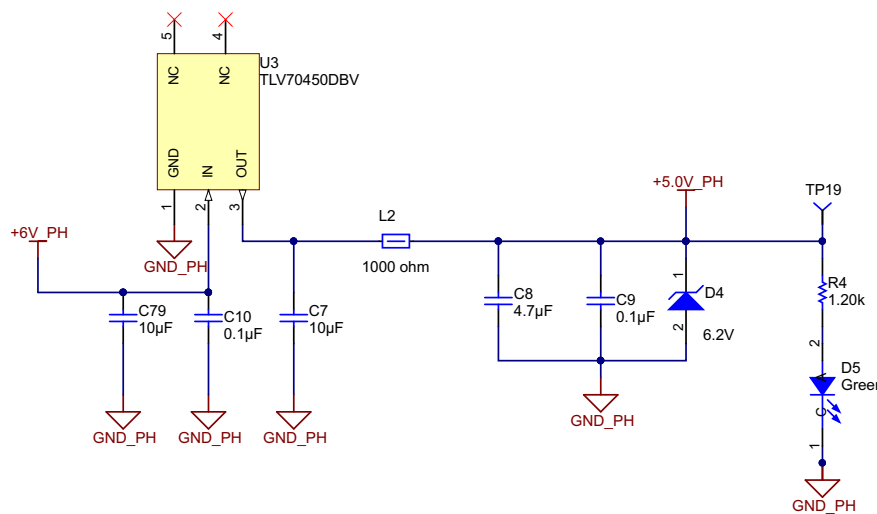 5
4
NC
NC
U3
TLV70450DBV
GND
IN
OUT
1
2
3
+6V_PH
GND_PH
L2
1000 ohm
+5.0V_PH
TP19
C79
10µF
C10
0.1µF
C7
10µF
C8
4.7µF
C9
0.1µF
1
D4
2
6.2V
R4
1.20k
2
D5
Green
A
C
1
GND_PH
GND_PH
GND_PH
GND_PH
GND_PH